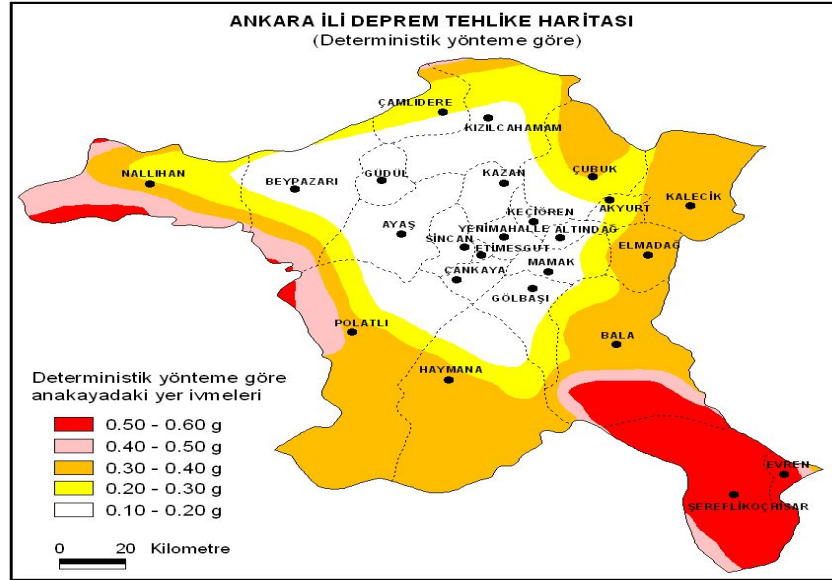 ANKARA İLİ DEPREM TEHLİKE HARİTASI
(Deterministik yönteme göre)
ÇAMLIDERE
KIZILCAHAMAM
NALLIHAN
BEYPAZARI
GÜDÜL
KAZAN
ÇUBUK
KALECİK
AKYURT
KEÇİÖREN
AYAŞ
SİNCAN
YENİMAHALLE
ALTINDAĞ
ETİMESGUT
ELMADAĞ
ÇANKAYA
MAMAK
GÖLBAŞI
POLATLI
BALA
HAYMANA
EVREN
ŞEREFLİKOÇHİSAR
Deterministik yönteme göre
anakayadaki yer ivmeleri
0.50 - 0.60 g
0.40 - 0.50 g
0.30 - 0.40 g
0.20 - 0.30 g
0.10 - 0.20 g
0 20 Kilometre